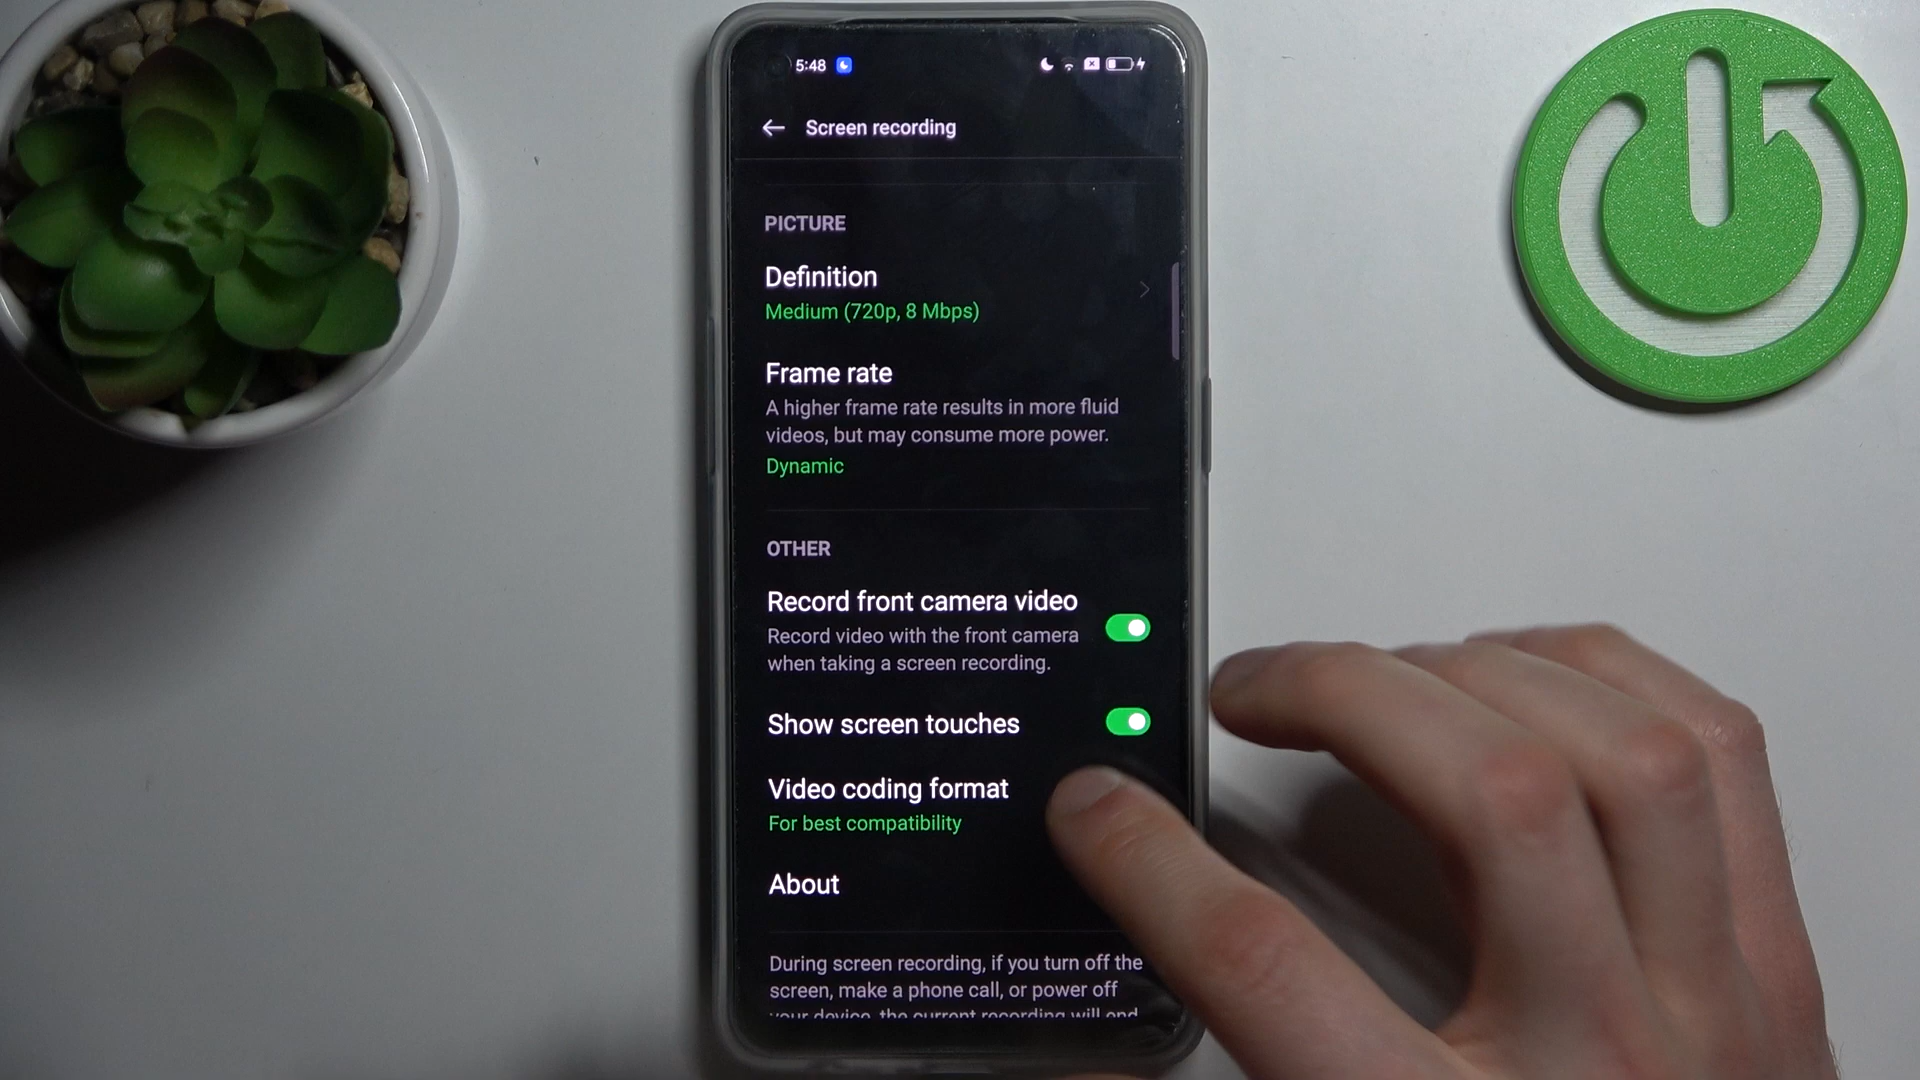 5:48
Screen recording
PICTURE
Definition
Medium (720p, 8 Mbps)
Frame rate
A higher frame rate results in more fluid
videos, but may consume more power.
Dynamic
OTHER
Record front camera video
Record video with the front camera
when taking a screen recording.
Show screen touches
Video coding format
For best compatibility
About
During screen recording, if you turn off the
screen, make a phone call, or power off
your device, the current recording will end